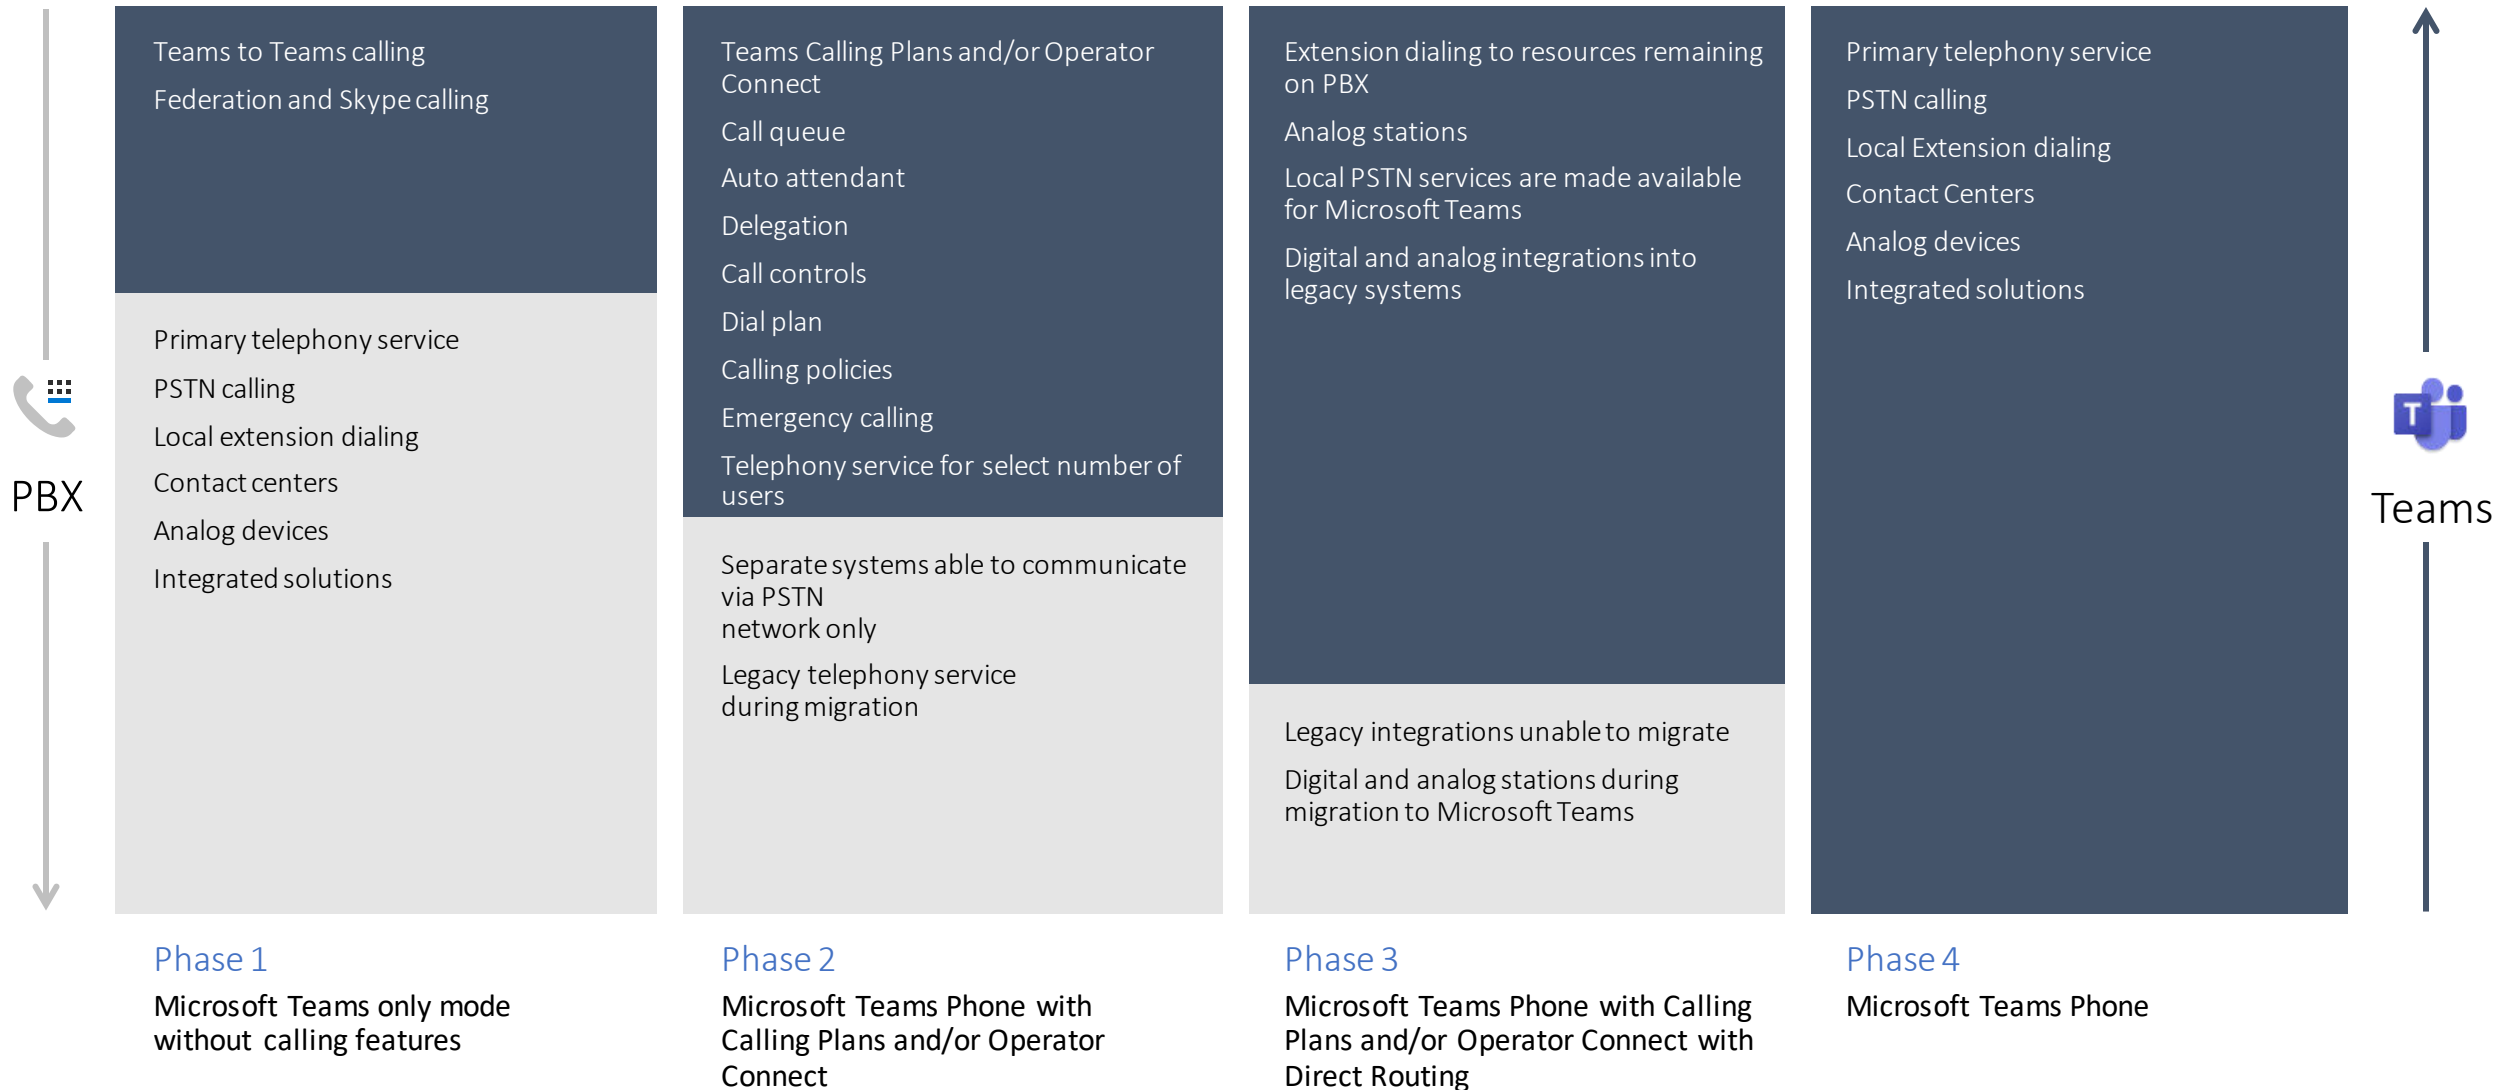 PBX
Teams to Teams calling
Federation and Skype calling
Primary telephony service
PSTN calling
Local extension dialing
Contact centers
Analog devices
Integrated solutions
Phase 1
Microsoft Teams only mode
without calling features
Teams Calling Plans and/or Operator
Connect
Call queue
Auto attendant
Delegation
Call controls
Dial plan
Calling policies
Emergency calling
Telephony service for select number of
users
Separate systems able to communicate
via PSTN
network only
Legacy telephony service
during migration
Phase 2
Microsoft Teams Phone with
Calling Plans and/or Operator
Connect
Extension dialing to resources remaining
on PBX
Analog stations
Local PSTN services are made available
for Microsoft Teams
Digital and analog integrations into
legacy systems
Legacy integrations unable to migrate
Digital and analog stations during
migration to Microsoft Teams
Phase 3
Microsoft Teams Phone with Calling
Plans and/or Operator Connect with
Direct Routing
Primary telephony service
PSTN calling
Local Extension dialing
Contact Centers
Analog devices
Integrated solutions
Phase 4
Microsoft Teams Phone
T
Teams